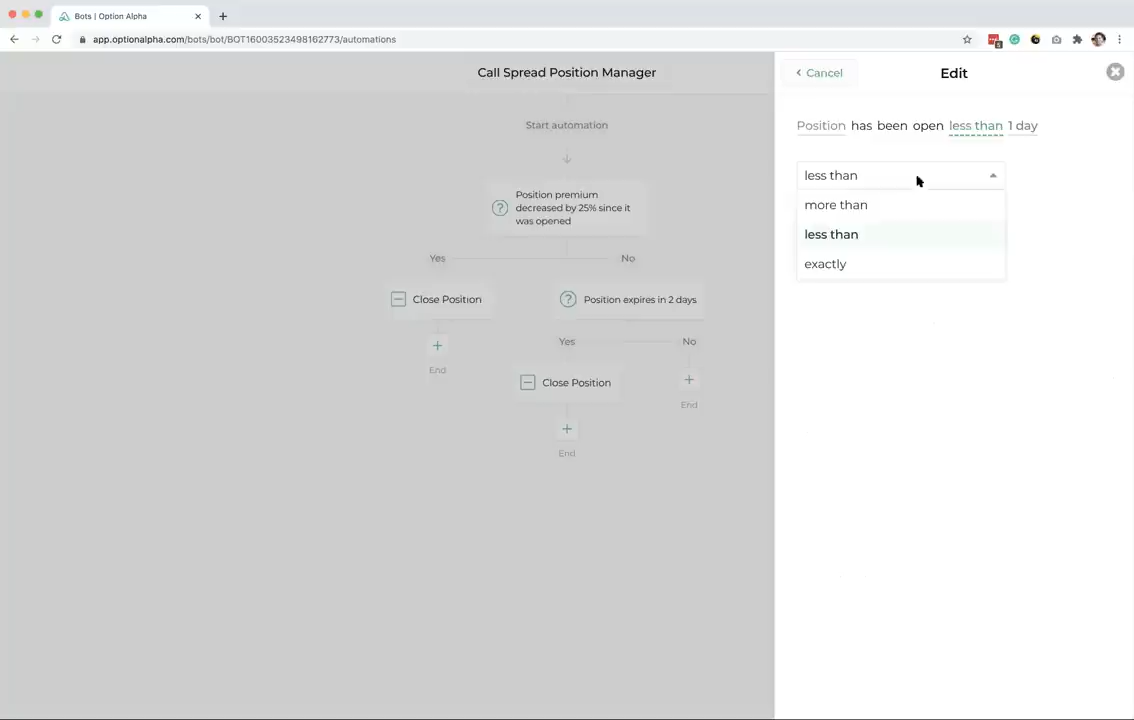 Bots | Option Alpha
app.optionalpha.com/bots/bot/BOT16003523498162773/automations
5
Call Spread Position Manager
Start automation
Position premium
decreased by 25% since it
was opened
Yes
No
Close Position
Position expires in 2 days
End
Yes
No
Close Position
End
End
Cancel
Edit
Position has been open less than 1 day
less than
more than
less than
exactly